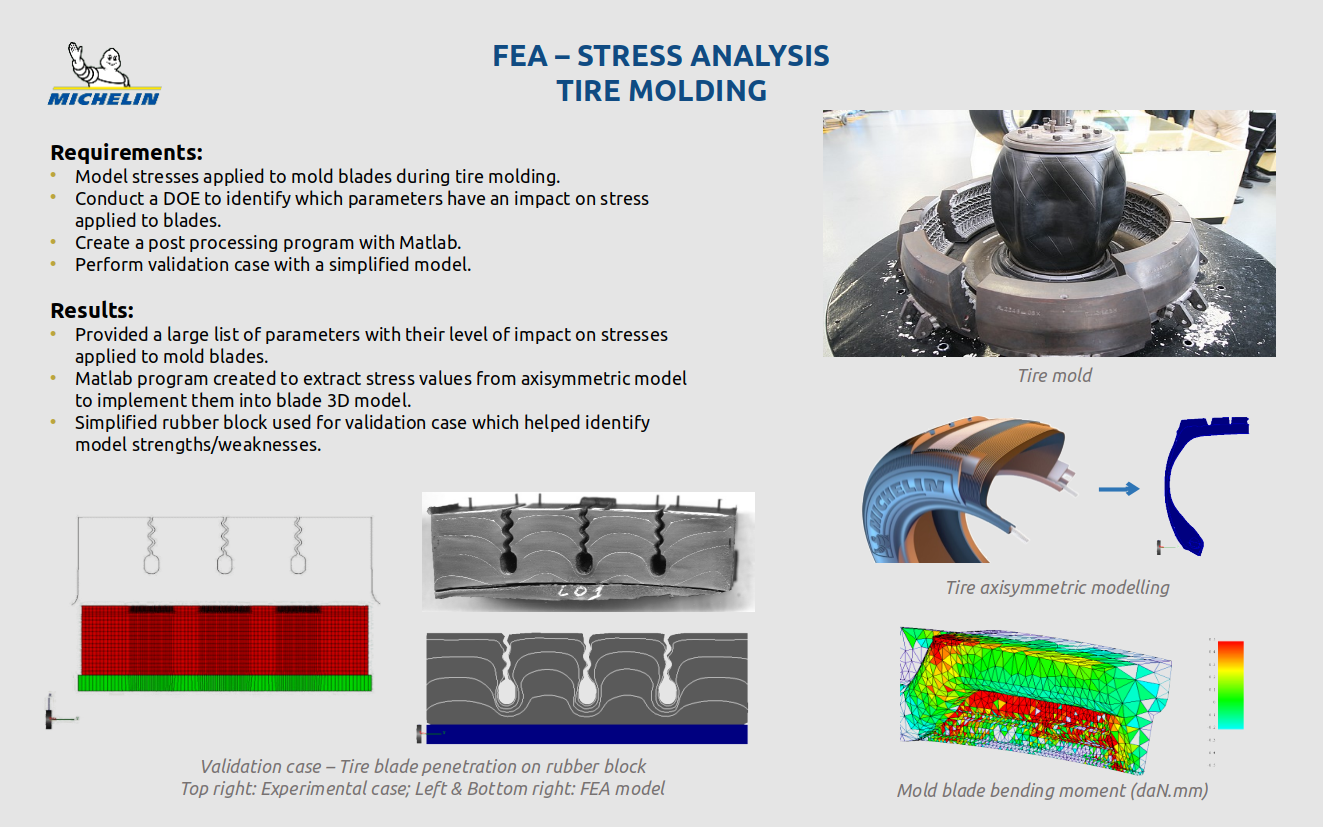 MICHELIN
FEA – STRESS ANALYSIS
TIRE MOLDING
Requirements:
• Model stresses applied to mold blades during tire molding.
• Conduct a DOE to identify which parameters have an impact on stress
applied to blades.
• Create a post processing program with Matlab.
• Perform validation case with a simplified model.
Results:
• Provided a large list of parameters with their level of impact on stresses
applied to mold blades.
• Matlab program created to extract stress values from axisymmetric model
to implement them into blade 3D model.
• Simplified rubber block used for validation case which helped identify
model strengths/weaknesses.
Tire mold
MICHELIN
Tire axisymmetric modelling
LO1
Validation case – Tire blade penetration on rubber block
Top right: Experimental case; Left & Bottom right: FEA model
Mold blade bending moment (daN.mm)